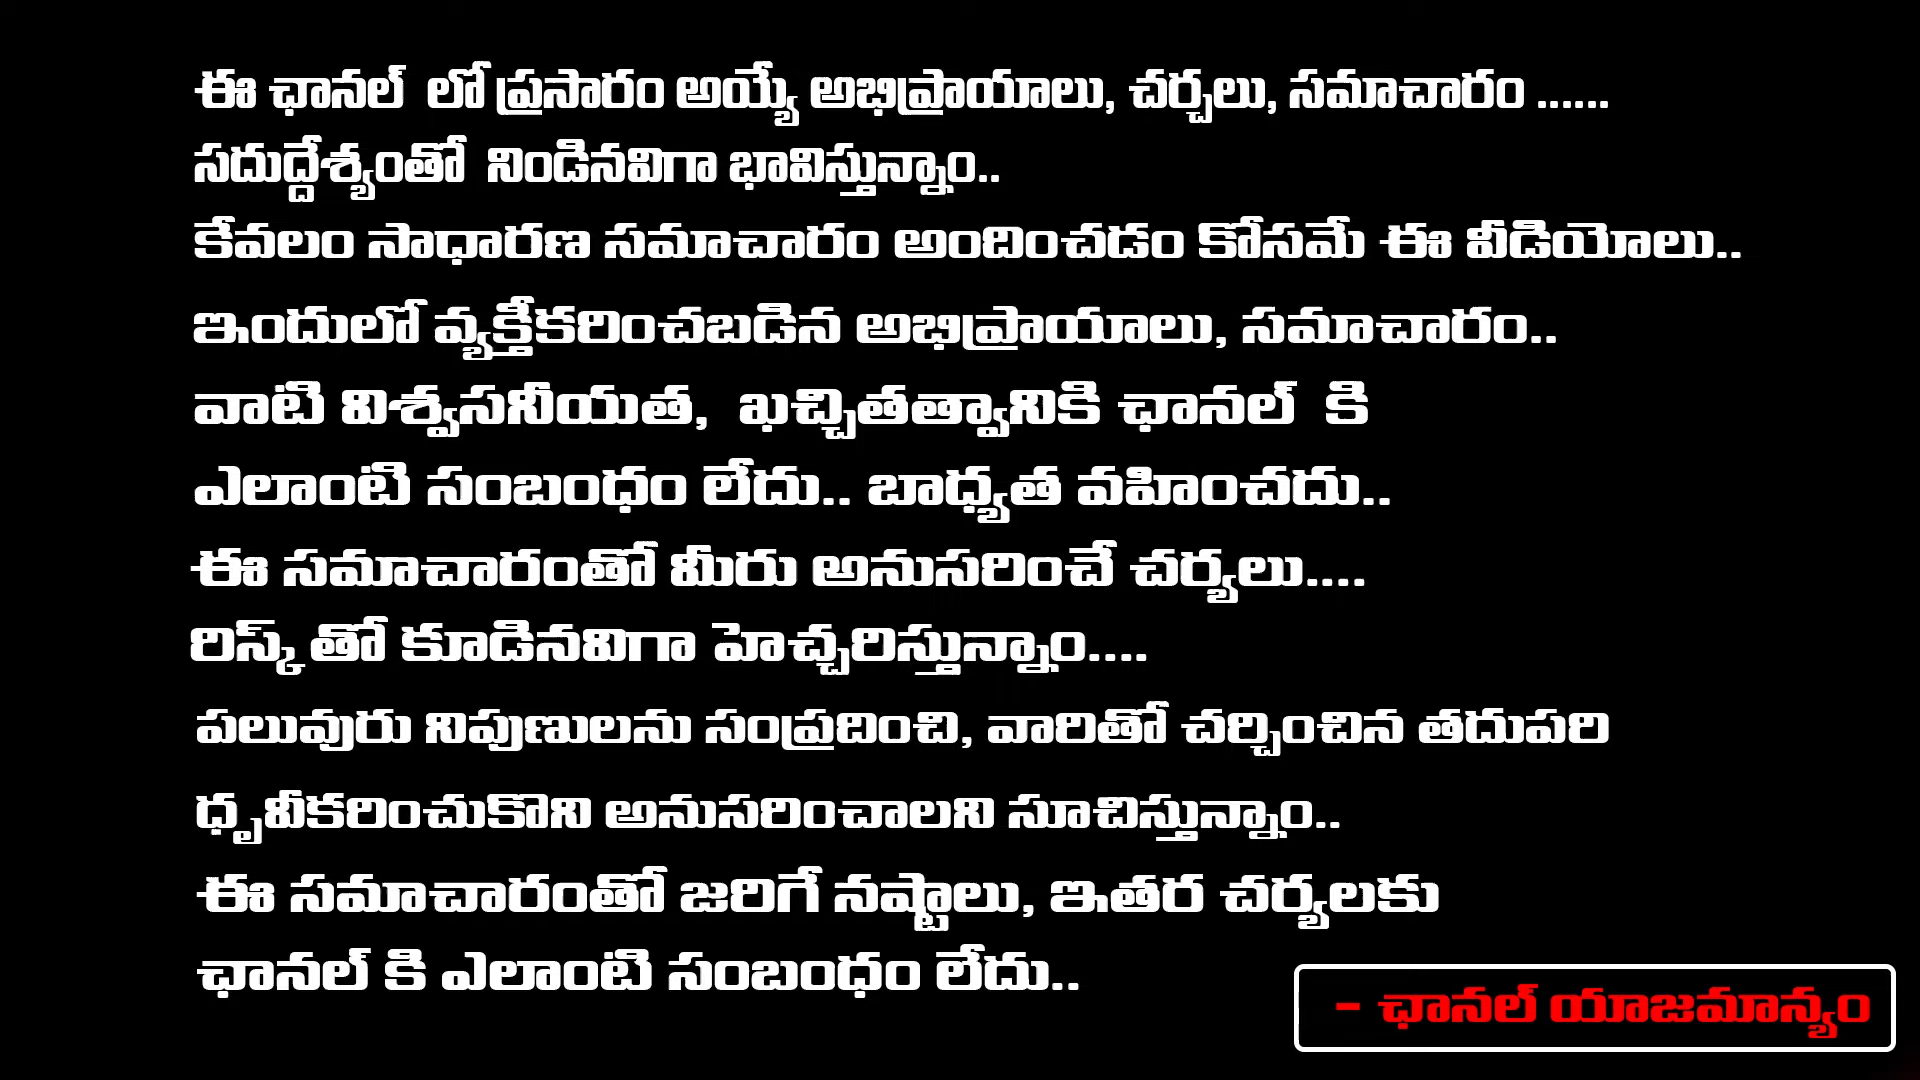 ఈ ఛానల్ లో ప్రసారం అయ్యే అభిప్రాయాలు, చర్చలు, సమాచారం ......
సదుద్దేశ్యంతో నిండినవిగా భావిస్తున్నాం..
కేవలం సాధారణ సమాచారం అందించడం కోసమే ఈ వీడియోలు..
ఇందులో వ్యక్తీకరించబడిన అభిప్రాయాలు, సమాచారం..
వాటి విశ్వసనీయత, ఖచ్చితత్వానికి ఛానల్ కి
ఎలాంటి సంబంధం లేదు.. బాధ్యత వహించదు..
ఈ సమాచారంతో మీరు అనుసరించే చర్యలు....
రిస్క్ తో కూడినవిగా హెచ్చరిస్తున్నాం....
పలువురు నిపుణులను సంప్రదించి, వారితో చర్చించిన తదుపరి
ధృవీకరించుకొని అనుసరించాలని సూచిస్తున్నాం..
ఈ సమాచారంతో జరిగే నష్టాలు, ఇతర చర్యలకు
ఛానల్ కి ఎలాంటి సంబంధం లేదు..
- ఛానల్ యాజమాన్యం